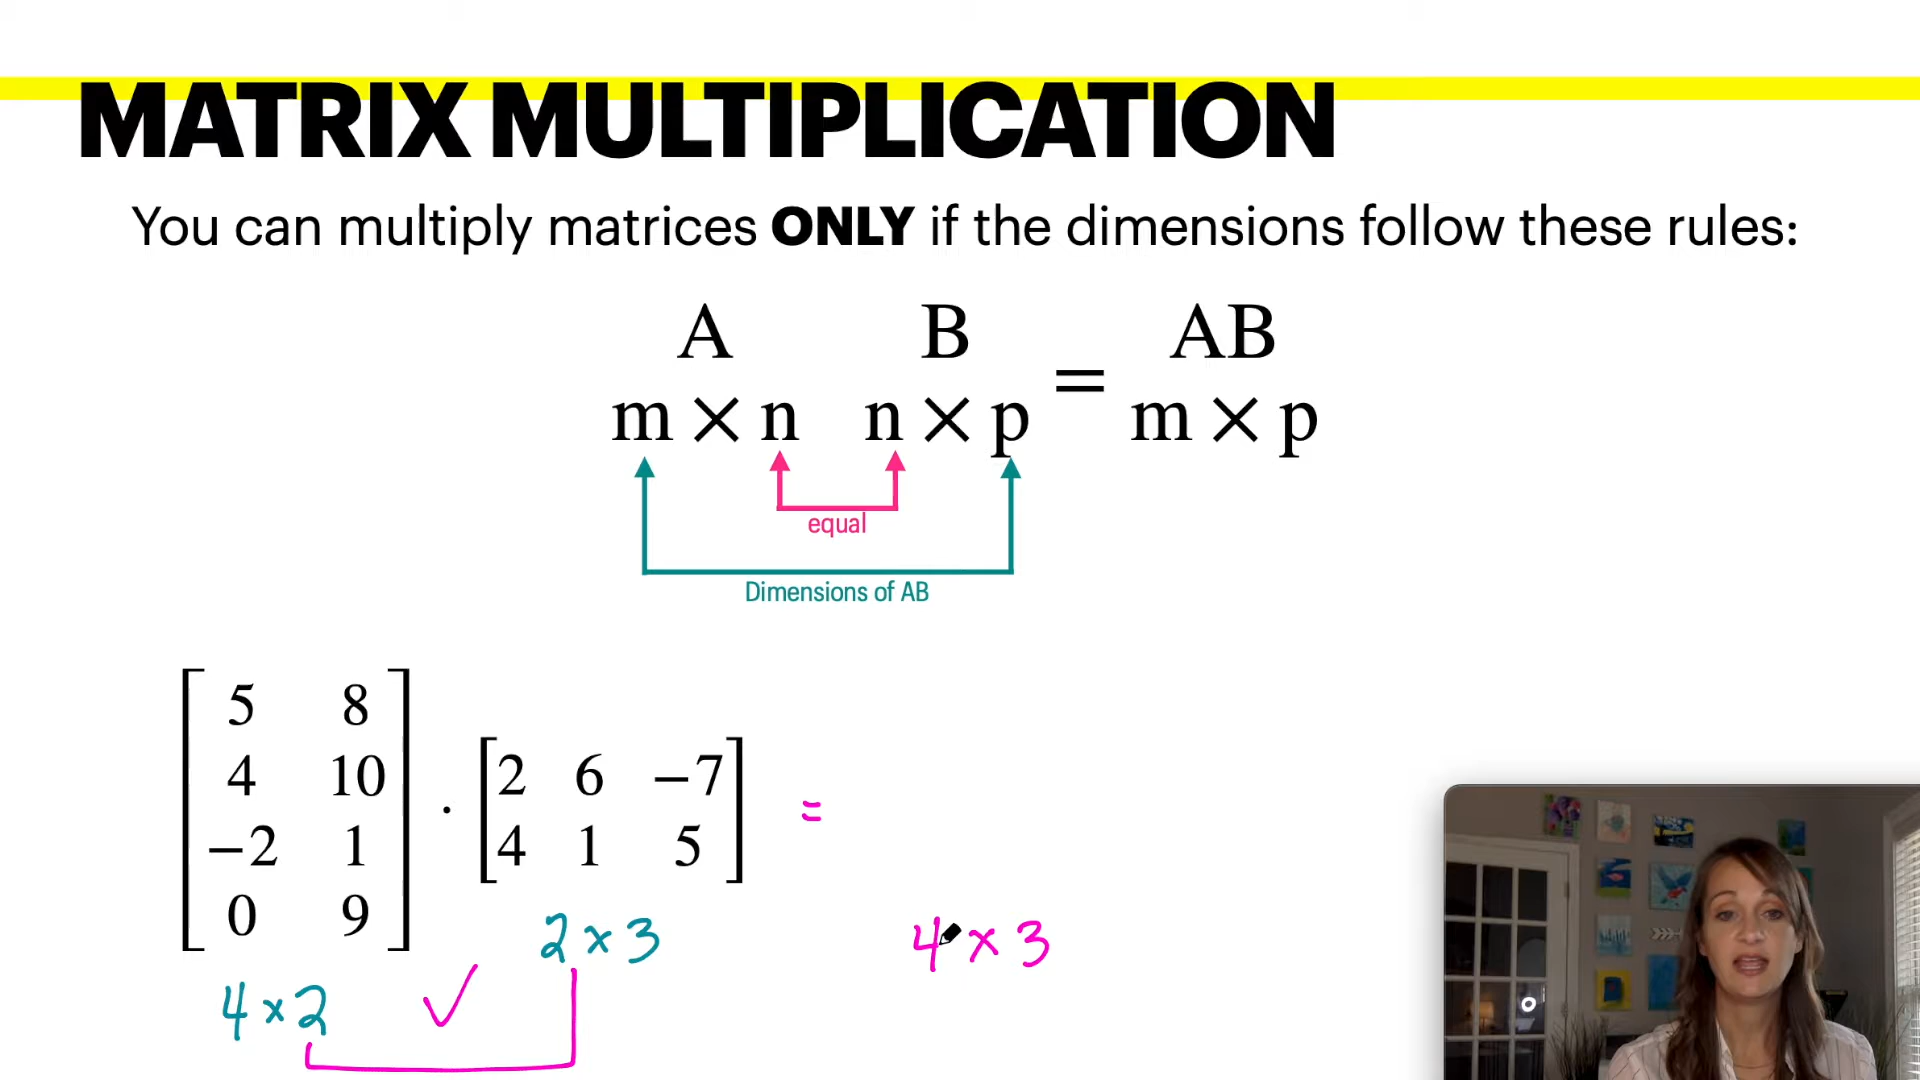 MATRIX MULTIPLICATION
You can multiply matrices ONLY if the dimensions follow these rules:
A B = AB
m × n n × p m × p
equal
Dimensions of AB
5 8
4 10
−2 1
0 9
·
2 6 −7
4 1 5
=
2 × 3
4 × 3
4 × 2 ✓